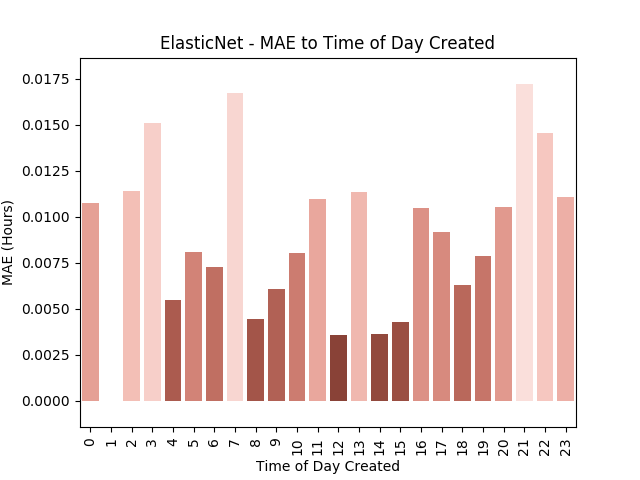 ElasticNet - MAE to Time of Day Created
MAE (Hours)
0.0175
0.0150
0.0125
0.0100
0.0075
0.0050
0.0025
0.0000
0 1 2 3 4 5 6 7 8 9 10 11 12 13 14 15 16 17 18 19 20 21 22 23
Time of Day Created